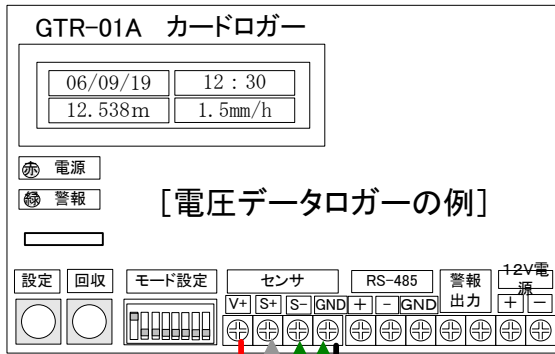 GTR-01A カードロガー
06/09/19 12：30
12.538m 1.5mm/h
赤 電源
緑 警報
［電圧データロガーの例］
設定 回収 モード設定 センサ RS-485 警報出力 12V電源
V+ S+ S- GND + - GND + -